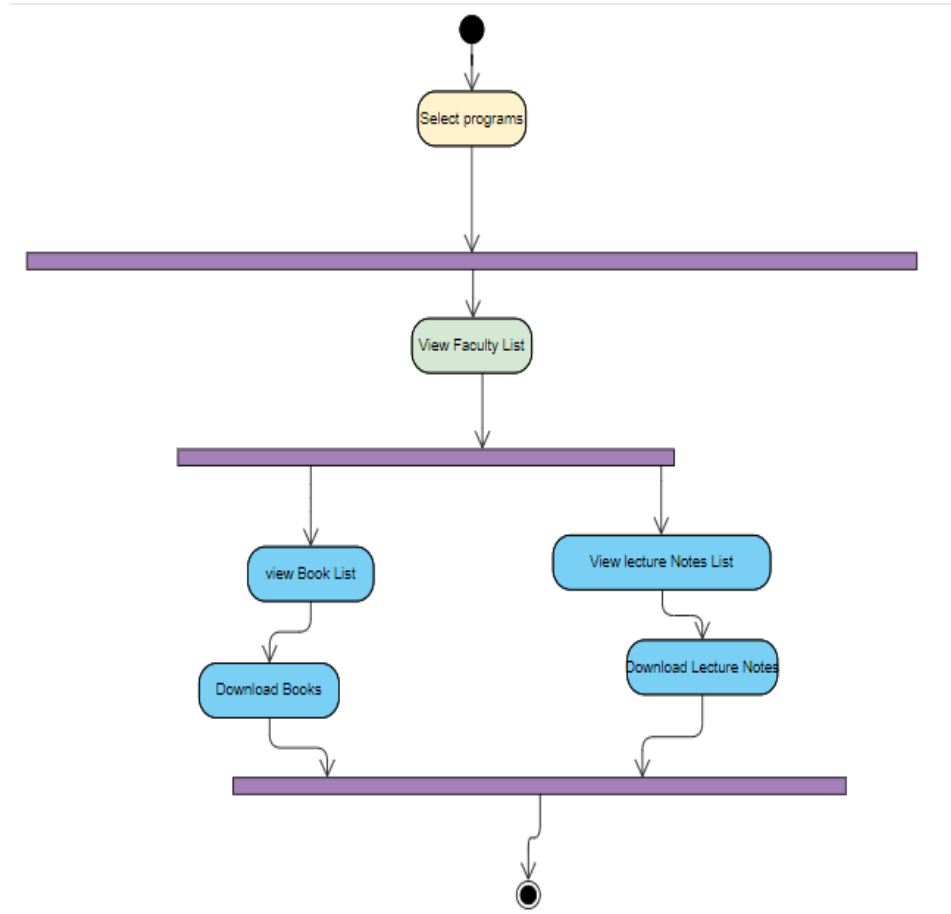 Select programs
View Faculty List
view Book List
View lecture Notes List
Download Books
Download Lecture Notes